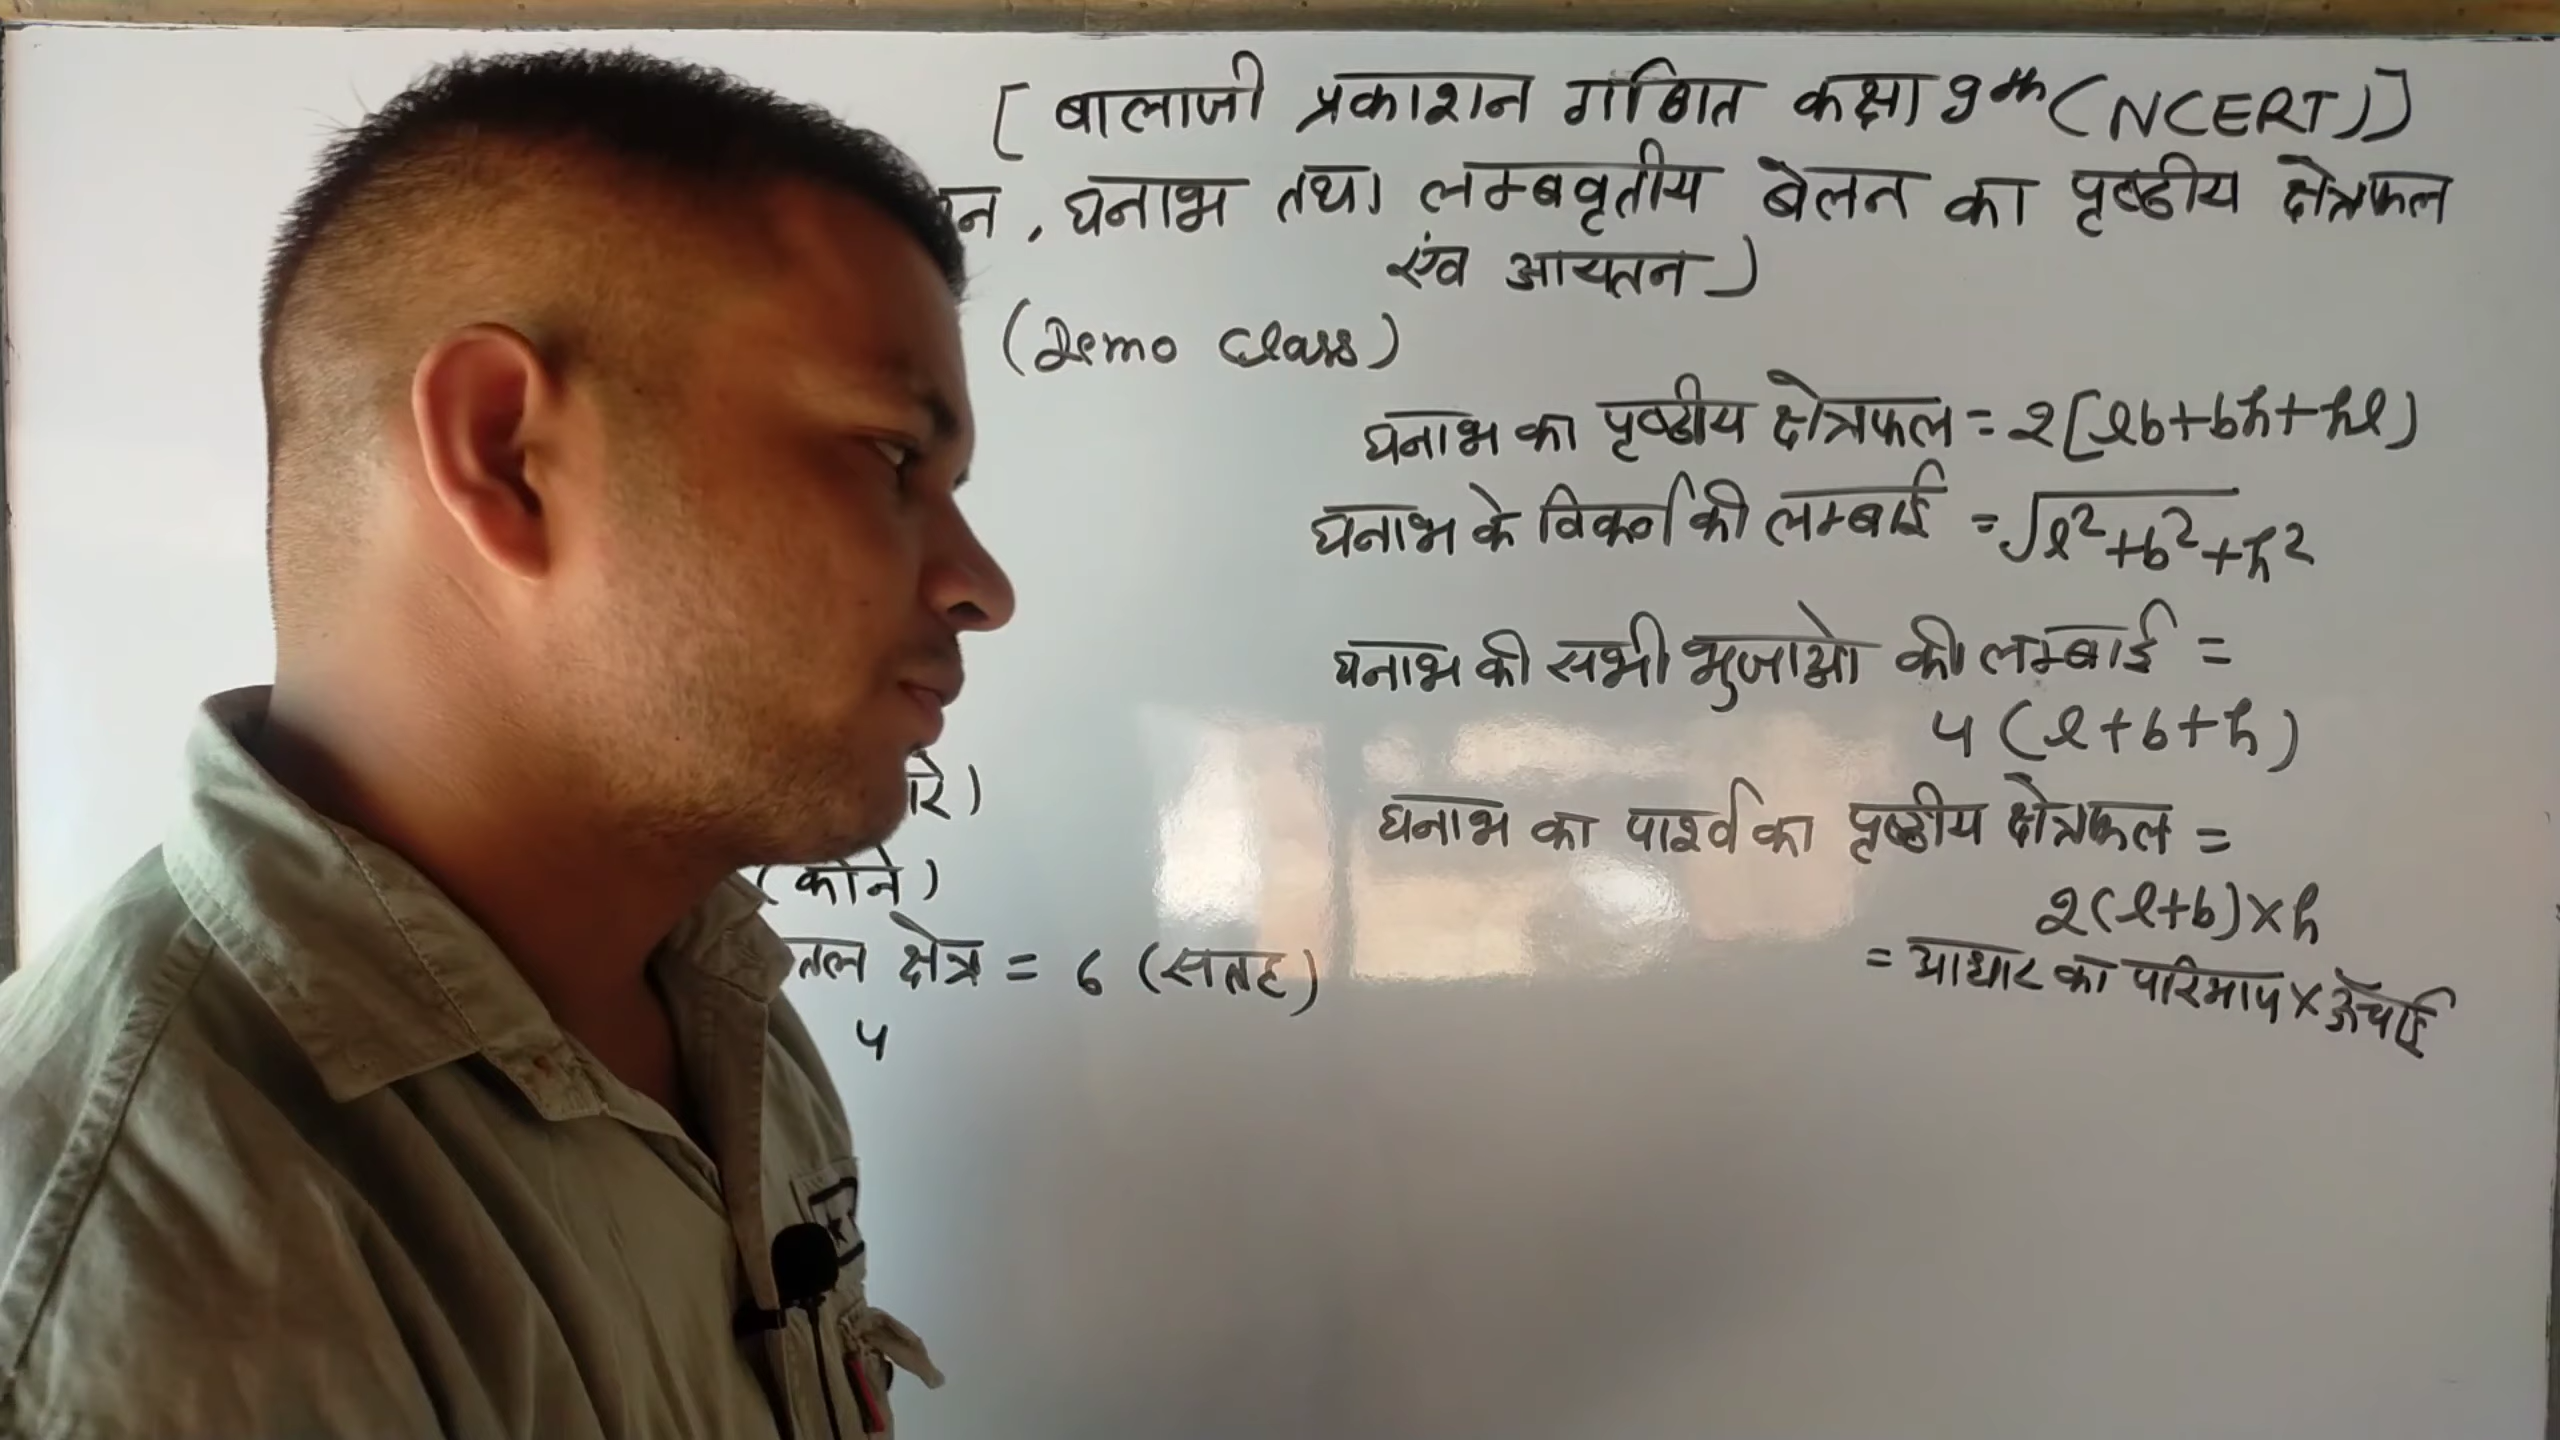 [ बालाजी प्रकाशन गणित कक्षा 9th (NCERT)]
, घनाभ तथा लम्बवृतीय बेलन का पृष्ठीय क्षेत्रफल
एंव आयतन)
(Demo Class)
घनाभ का पृष्ठीय क्षेत्रफल = 2[lb+bh+hl)
घनाभ के विकर्ण की लम्बाई = √l²+b²+h²
घनाभ की सभी भुजाओ की लम्बाई =
4 (l+b+h)
घनाभ का पार्श्व का पृष्ठीय क्षेत्रफल =
2(l+b)×h
= आधार का परिमाप × ऊँचाई
(कोने)
तल क्षेत्र = 6 (सतह)
4